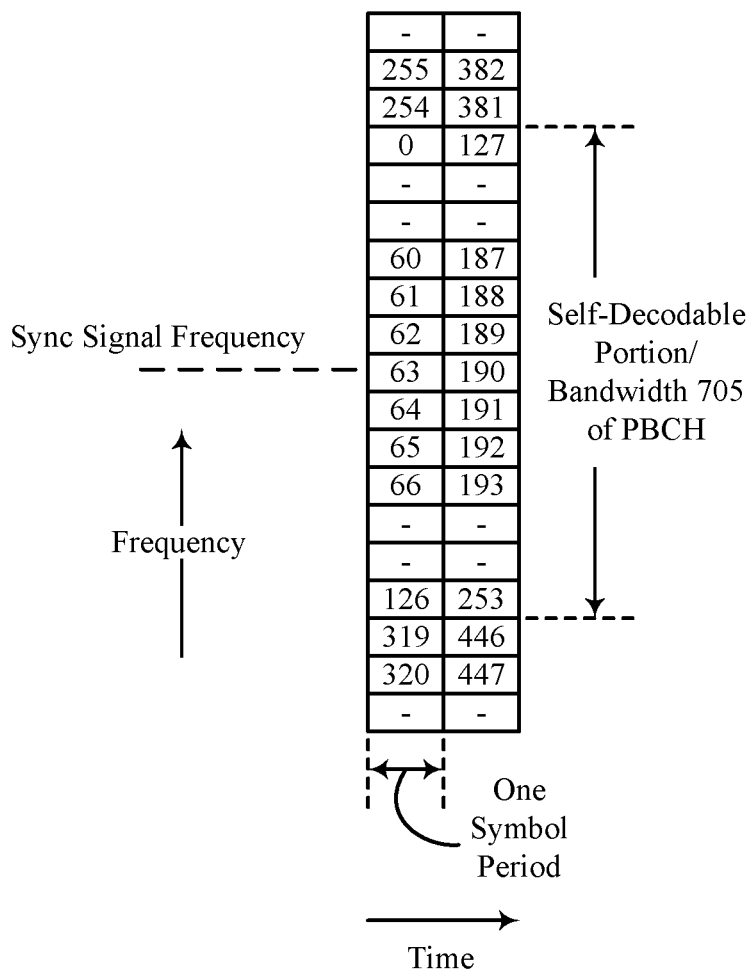 - -
255 382
254 381
0 127
- -
- -
60 187
61 188
62 189
63 190
64 191
65 192
66 193
- -
- -
126 253
319 446
320 447
- -
Sync Signal Frequency
Frequency
Self-Decodable
Portion/
Bandwidth 705
of PBCH
One
Symbol
Period
Time